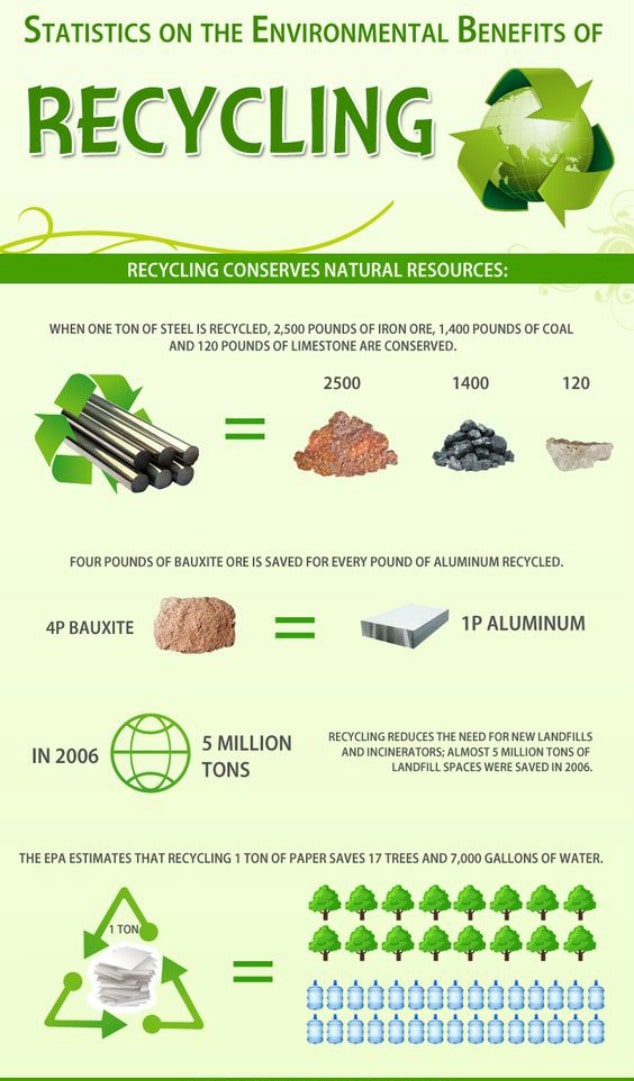 STATISTICS ON THE ENVIRONMENTAL BENEFITS OF
RECYCLING
RECYCLING CONSERVES NATURAL RESOURCES:
WHEN ONE TON OF STEEL IS RECYCLED, 2,500 POUNDS OF IRON ORE, 1,400 POUNDS OF COAL
AND 120 POUNDS OF LIMESTONE ARE CONSERVED.
2500 1400 120
FOUR POUNDS OF BAUXITE ORE IS SAVED FOR EVERY POUND OF ALUMINUM RECYCLED.
4P BAUXITE
1P ALUMINUM
IN 2006
5 MILLION
TONS
RECYCLING REDUCES THE NEED FOR NEW LANDFILLS
AND INCINERATORS; ALMOST 5 MILLION TONS OF
LANDFILL SPACES WERE SAVED IN 2006.
THE EPA ESTIMATES THAT RECYCLING 1 TON OF PAPER SAVES 17 TREES AND 7,000 GALLONS OF WATER.
1 TON